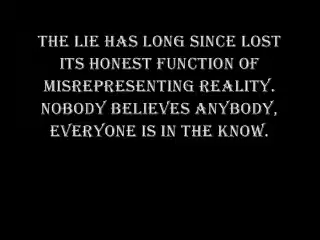 THE LIE HAS LONG SINCE LOST
ITS HONEST FUNCTION OF
MISREPRESENTING REALITY.
NOBODY BELIEVES ANYBODY,
EVERYONE IS IN THE KNOW.